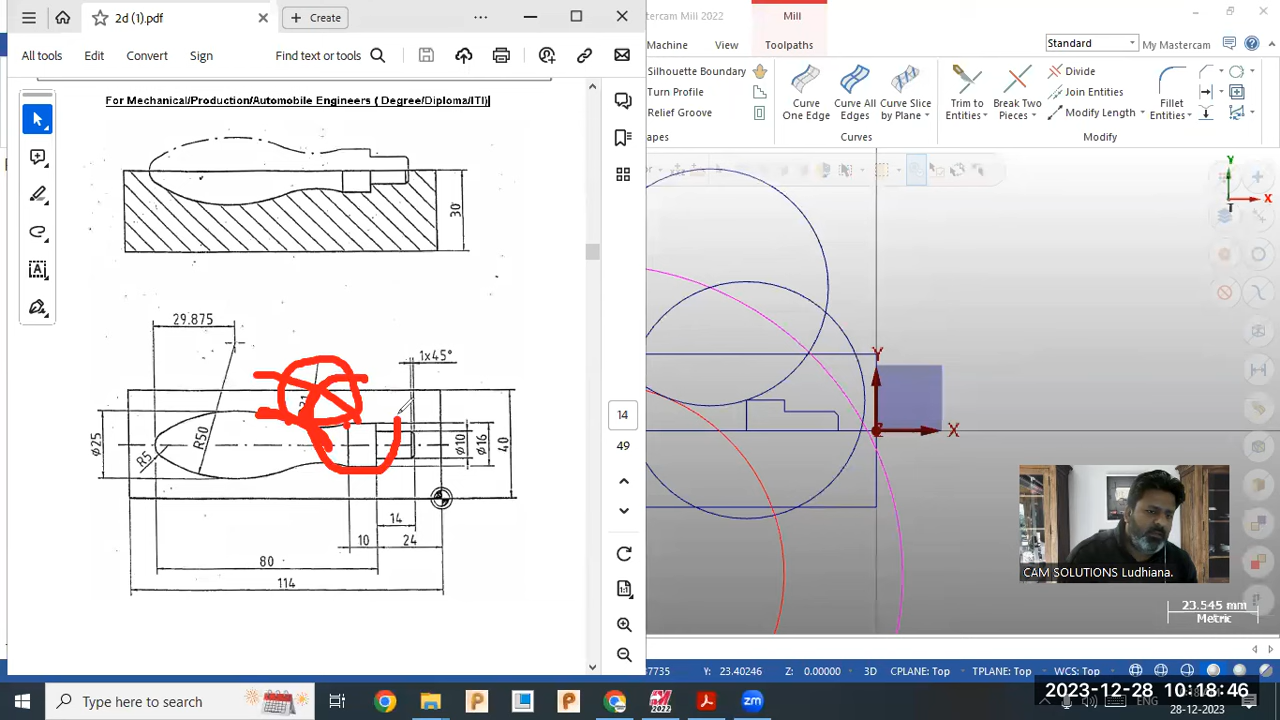 2d (1).pdf
Create
tercam Mill 2022
Mill
Machine
View
Toolpaths
Standard
My Mastercam
All tools
Edit
Convert
Sign
Find text or tools
Silhouette Boundary
Turn Profile
Relief Groove
Curve One Edge
Curve All Edges
Curve Slice by Plane
Curves
Trim to Entities
Break Two Pieces
Divide
Join Entities
Modify Length
Fillet Entities
Modify
For Mechanical/Production/Automobile Engineers ( Degree/Diploma/ITI)
30
29.875
1x45°
ø25
R5
R50
ø10
ø16
40
14
10
24
80
114
14
49
Y
X
Y
X
CAM SOLUTIONS Ludhiana.
23.545 mm
Metric
Y: 23.40246
Z: 0.00000
3D
CPLANE: Top
TPLANE: Top
WCS: Top
Type here to search
2023-12-28 10:18:46
ENG
28-12-2023